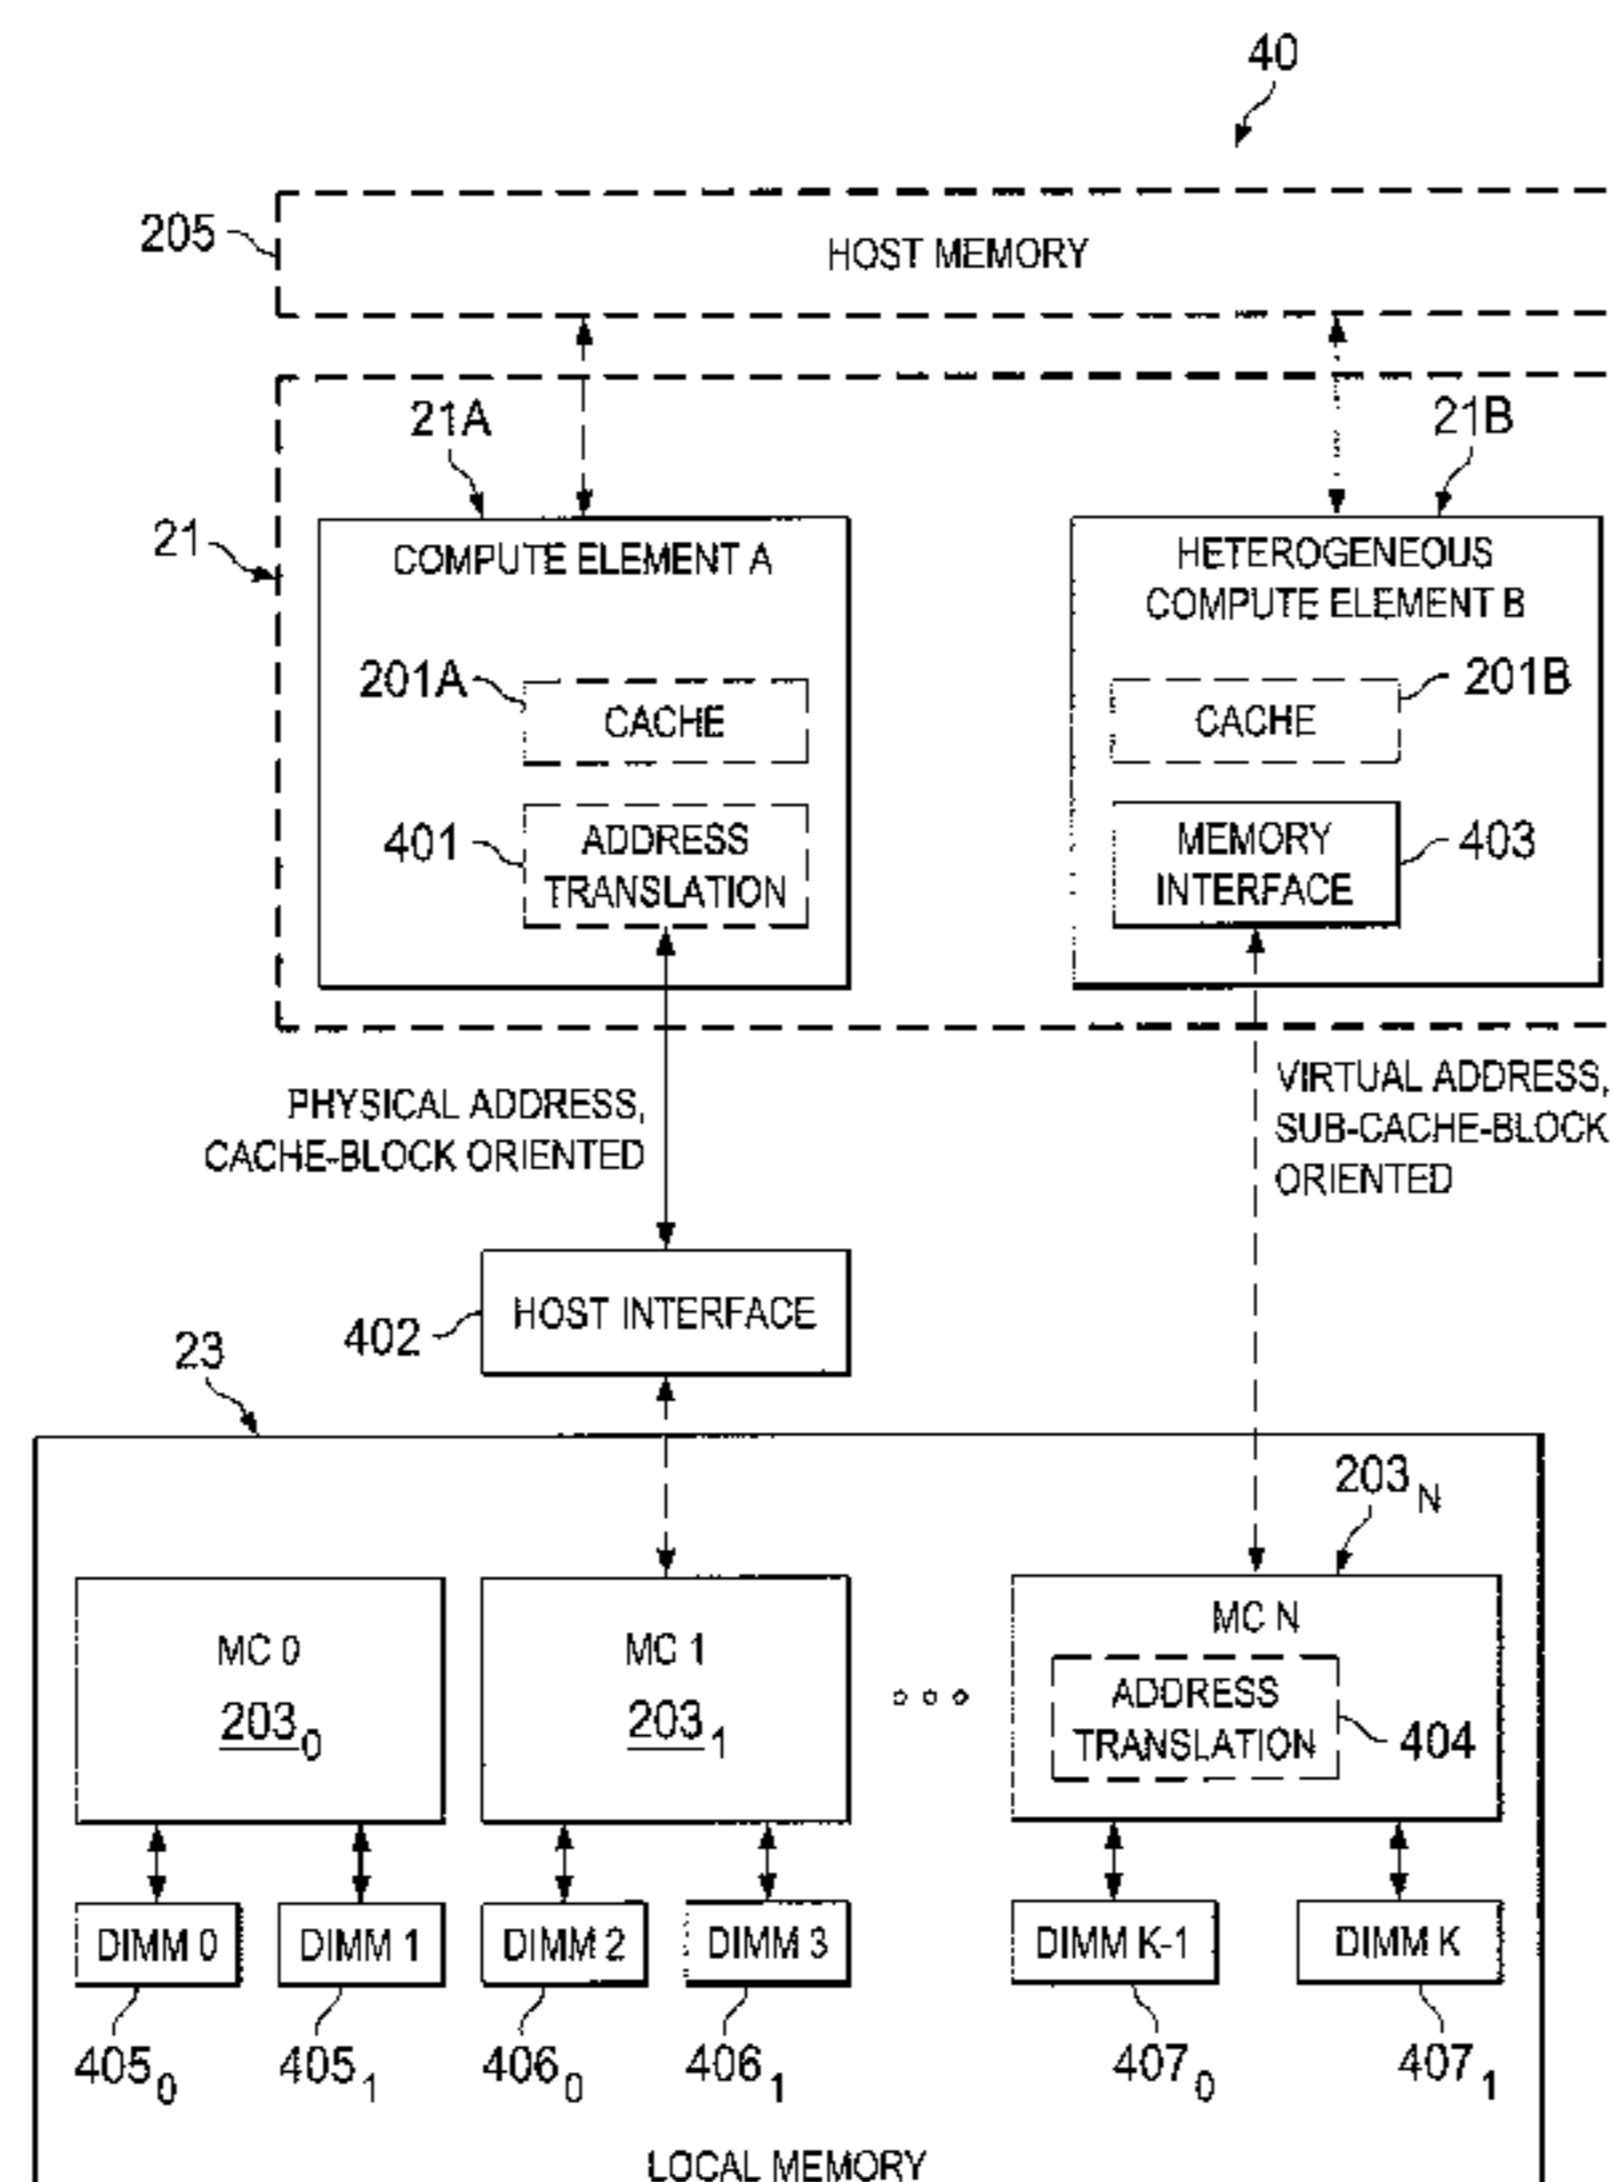 40
205
HOST MEMORY
21A
21B
21
COMPUTE ELEMENT A
HETEROGENEOUS
COMPUTE ELEMENT B
201A
CACHE
CACHE
201B
401
ADDRESS
TRANSLATION
MEMORY
INTERFACE
403
PHYSICAL ADDRESS,
CACHE-BLOCK ORIENTED
VIRTUAL ADDRESS,
SUB-CACHE-BLOCK
ORIENTED
402
HOST INTERFACE
23
203N
MC 0
2030
MC 1
2031
MC N
ADDRESS
TRANSLATION
404
DIMM 0
DIMM 1
DIMM 2
DIMM 3
DIMM K-1
DIMM K
4050
4051
4060
4061
4070
4071
LOCAL MEMORY